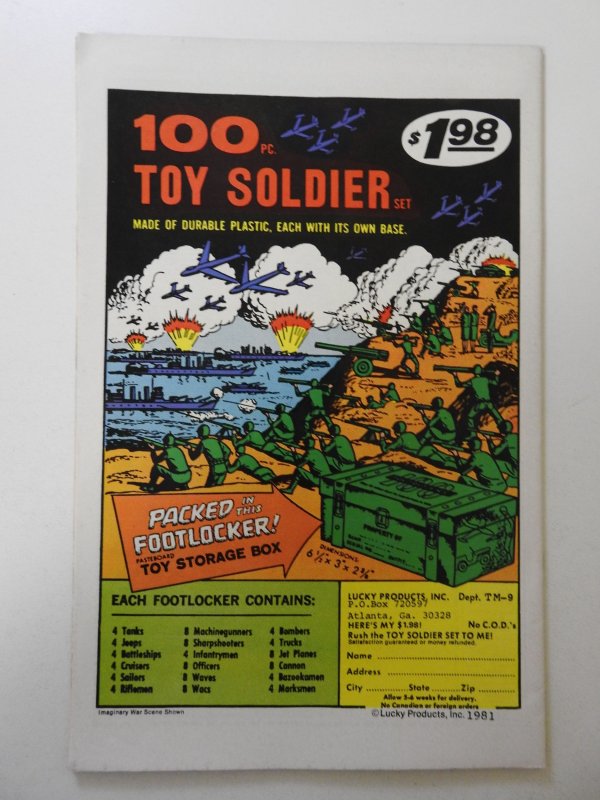 100 PC.
$1.98
TOY SOLDIER SET
MADE OF DURABLE PLASTIC, EACH WITH ITS OWN BASE.
PACKED IN THIS
FOOTLOCKER!
PASTEBOARD
TOY STORAGE BOX
PROPERTY OF
DIMENSIONS:
EACH FOOTLOCKER CONTAINS:
4 Tanks
4 Jeeps
4 Battleships
4 Cruisers
4 Sailors
4 Riflemen
8 Machinegunners
8 Sharpshooters
4 Infantrymen
8 Officers
8 Waves
8 Wacs
4 Bombers
4 Trucks
8 Jet Planes
8 Cannon
4 Bazookamen
4 Marksmen
LUCKY PRODUCTS, INC. Dept. TM-9
P.O.Box 720597
Atlanta, Ga. 30328
HERE'S MY $1.98! No C.O.D.'s
Rush the TOY SOLDIER SET TO ME!
Satisfaction guaranteed or money refunded.
Name
Address
City State Zip
Allow 5-6 weeks for delivery.
No Canadian or foreign orders
Imaginary War Scene Shown
©Lucky Products, Inc. 1981